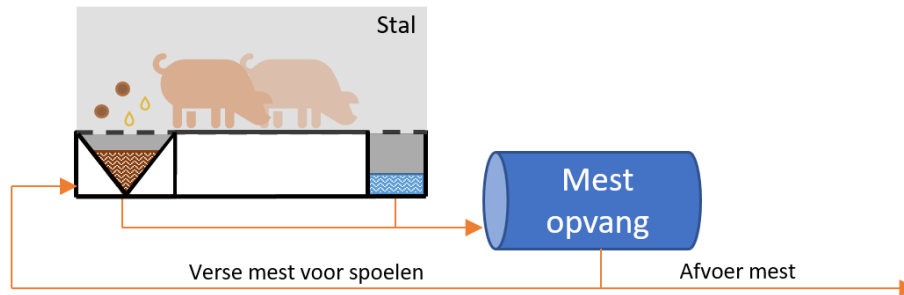 Stal
Mest
opvang
Verse mest voor spoelen
Afvoer mest